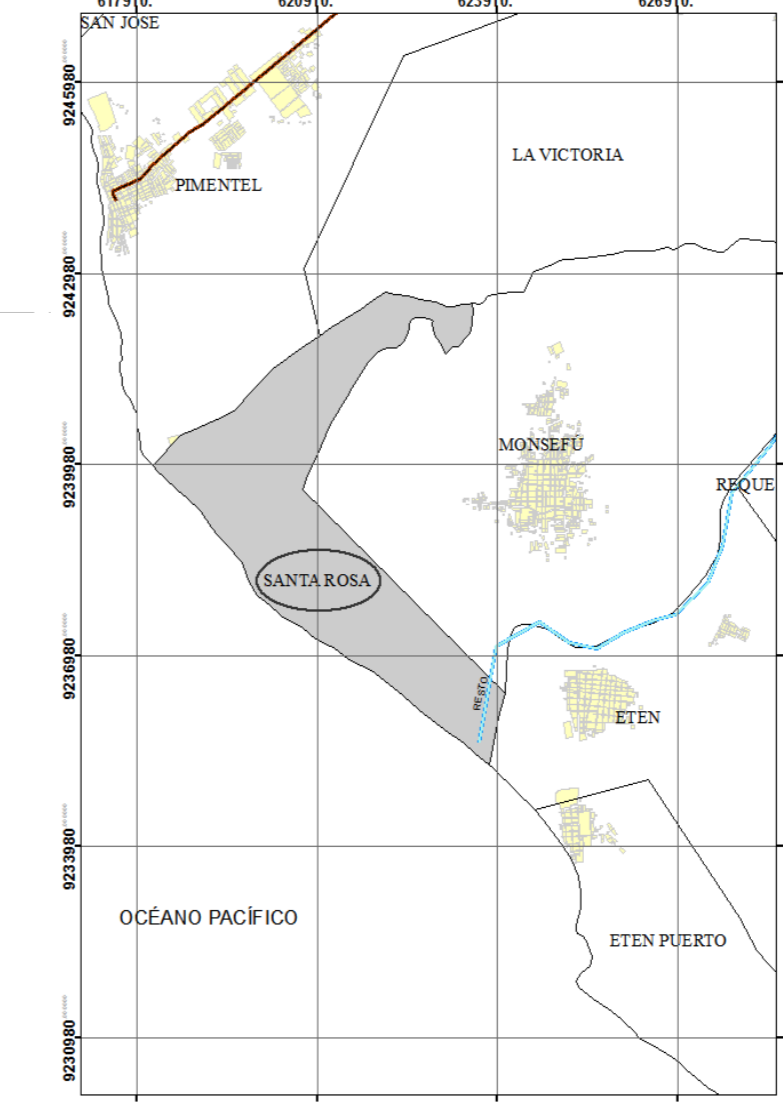 SAN JOSE
9245980
LA VICTORIA
PIMENTEL
9242980
MONSEFÚ
9239980
REQUE
SANTA ROSA
9236980
RESTO
ETEN
9233980
OCÉANO PACÍFICO
ETEN PUERTO
9230980